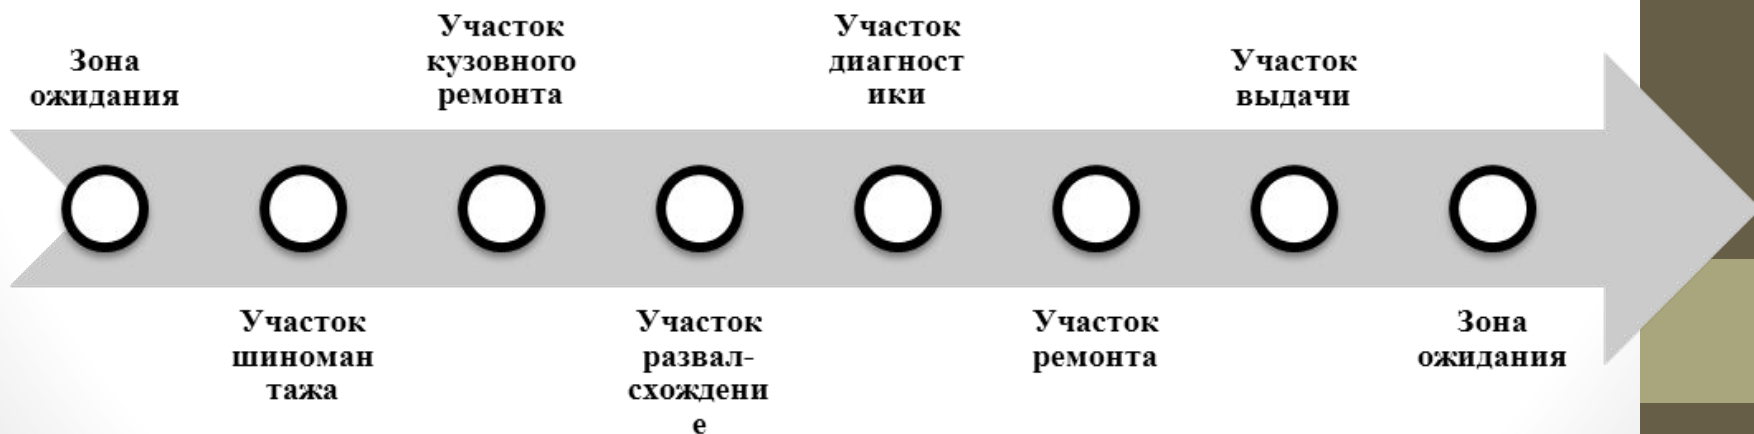 Зона
ожидания
Участок
шиноман
тажа
Участок
кузовного
ремонта
Участок
развал-
схождени
е
Участок
диагност
ики
Участок
ремонта
Участок
выдачи
Зона
ожидания